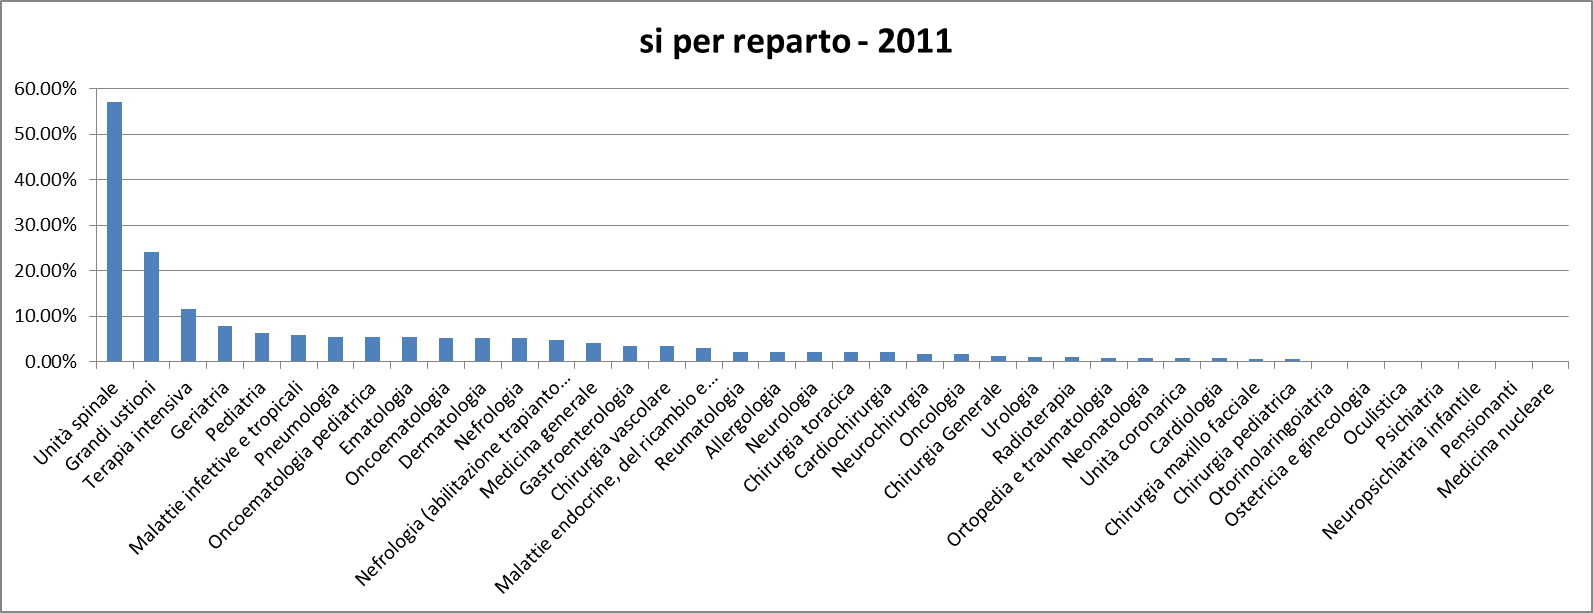 si per reparto - 2011
60.00%
50.00%
40.00%
30.00%
20.00%
10.00%
0.00%
Unità spinale
Grandi ustioni
Terapia intensiva
Geriatria
Pediatria
Malattie infettive e tropicali
Pneumologia
Oncoematologia pediatrica
Ematologia
Oncoematologia
Dermatologia
Nefrologia
Nefrologia (abilitazione trapianto...
Medicina generale
Gastroenterologia
Chirurgia vascolare
Malattie endocrine, del ricambio e...
Reumatologia
Allergologia
Neurologia
Chirurgia toracica
Cardiochirurgia
Neurochirurgia
Oncologia
Chirurgia Generale
Urologia
Radioterapia
Ortopedia e traumatologia
Neonatologia
Unità coronarica
Cardiologia
Chirurgia maxillo facciale
Chirurgia pediatrica
Otorinolaringoiatria
Ostetricia e ginecologia
Oculistica
Psichiatria
Neuropsichiatria infantile
Pensionanti
Medicina nucleare